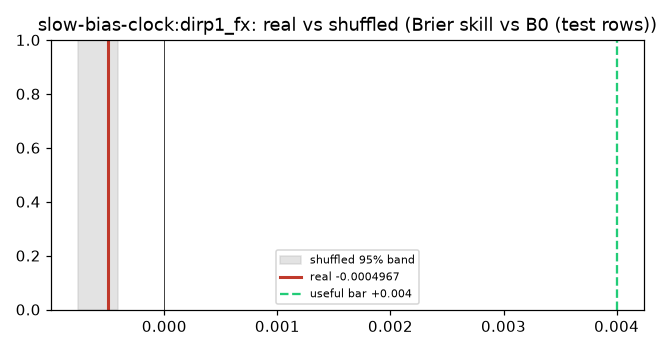 slow-bias-clock:dirp1_fx: real vs shuffled (Brier skill vs B0 (test rows))
1.0
0.8
0.6
0.4
0.2
0.0
shuffled 95% band
real -0.0004967
useful bar +0.004
0.000 0.001 0.002 0.003 0.004